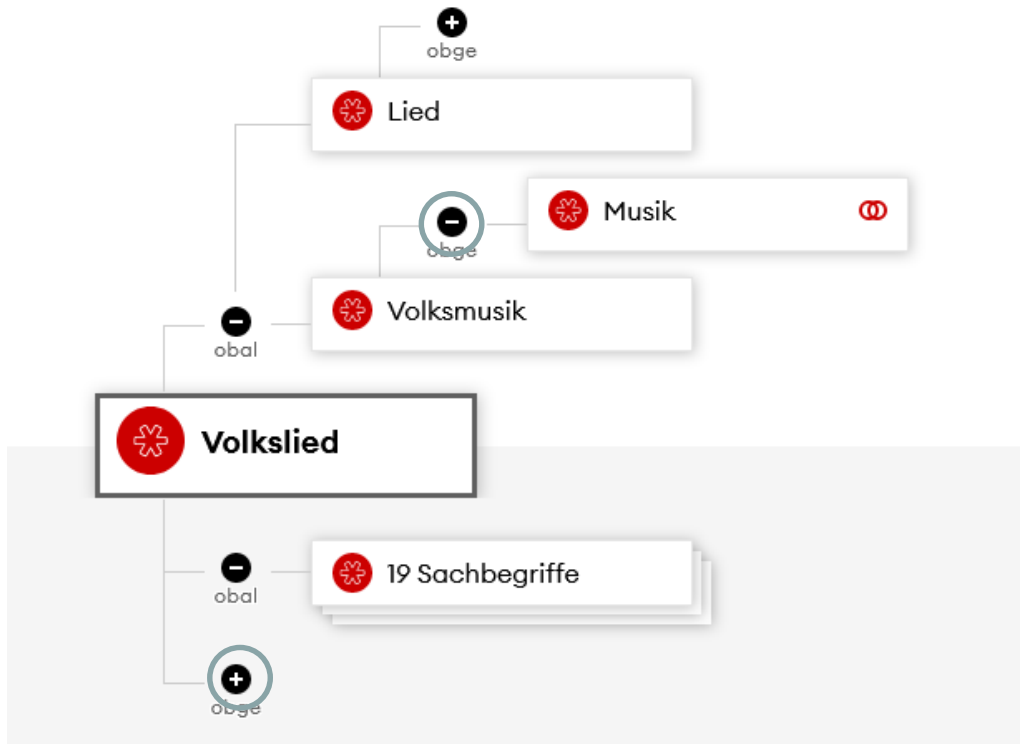 obge
Lied
Musik
obge
Volksmusik
obal
Volkslied
19 Sachbegriffe
obal
obge